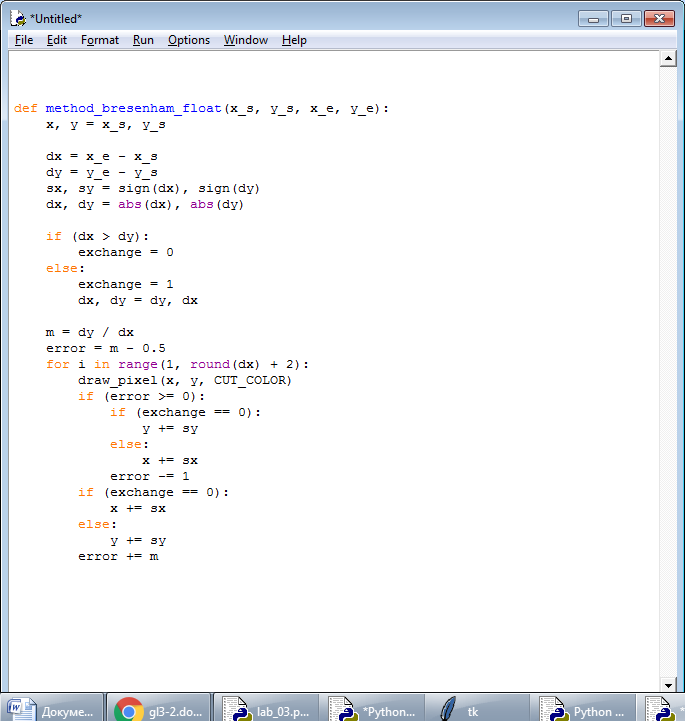 *Untitled*
File Edit Format Run Options Window Help
def method_bresenham_float(x_s, y_s, x_e, y_e):
    x, y = x_s, y_s
    dx = x_e - x_s
    dy = y_e - y_s
    sx, sy = sign(dx), sign(dy)
    dx, dy = abs(dx), abs(dy)
    if (dx > dy):
        exchange = 0
    else:
        exchange = 1
        dx, dy = dy, dx
    m = dy / dx
    error = m - 0.5
    for i in range(1, round(dx) + 2):
        draw_pixel(x, y, CUT_COLOR)
        if (error >= 0):
            if (exchange == 0):
                y += sy
            else:
                x += sx
            error -= 1
        if (exchange == 0):
            x += sx
        else:
            y += sy
        error += m
Докуме... gl3-2.do... lab_03.p... *Python... tk Python ... *